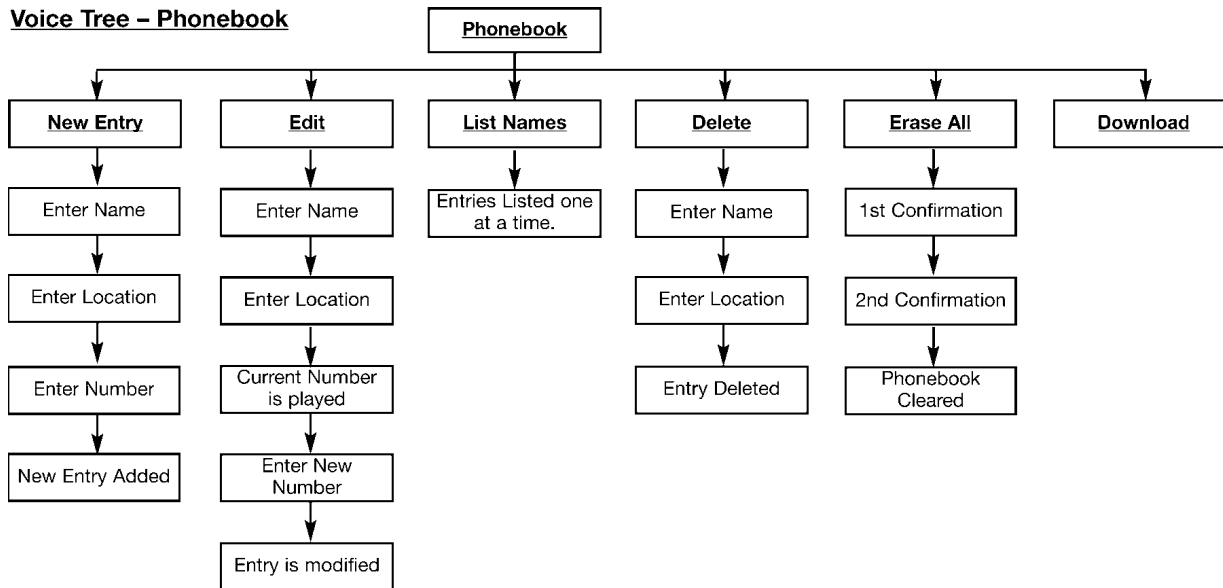 Voice Tree – Phonebook
Phonebook
New Entry
Edit
List Names
Delete
Erase All
Download
Enter Name
Enter Name
Entries Listed one
at a time.
Enter Name
1st Confirmation
Enter Location
Enter Location
Enter Location
2nd Confirmation
Enter Number
Current Number
is played
Entry Deleted
Phonebook
Cleared
New Entry Added
Enter New
Number
Entry is modified